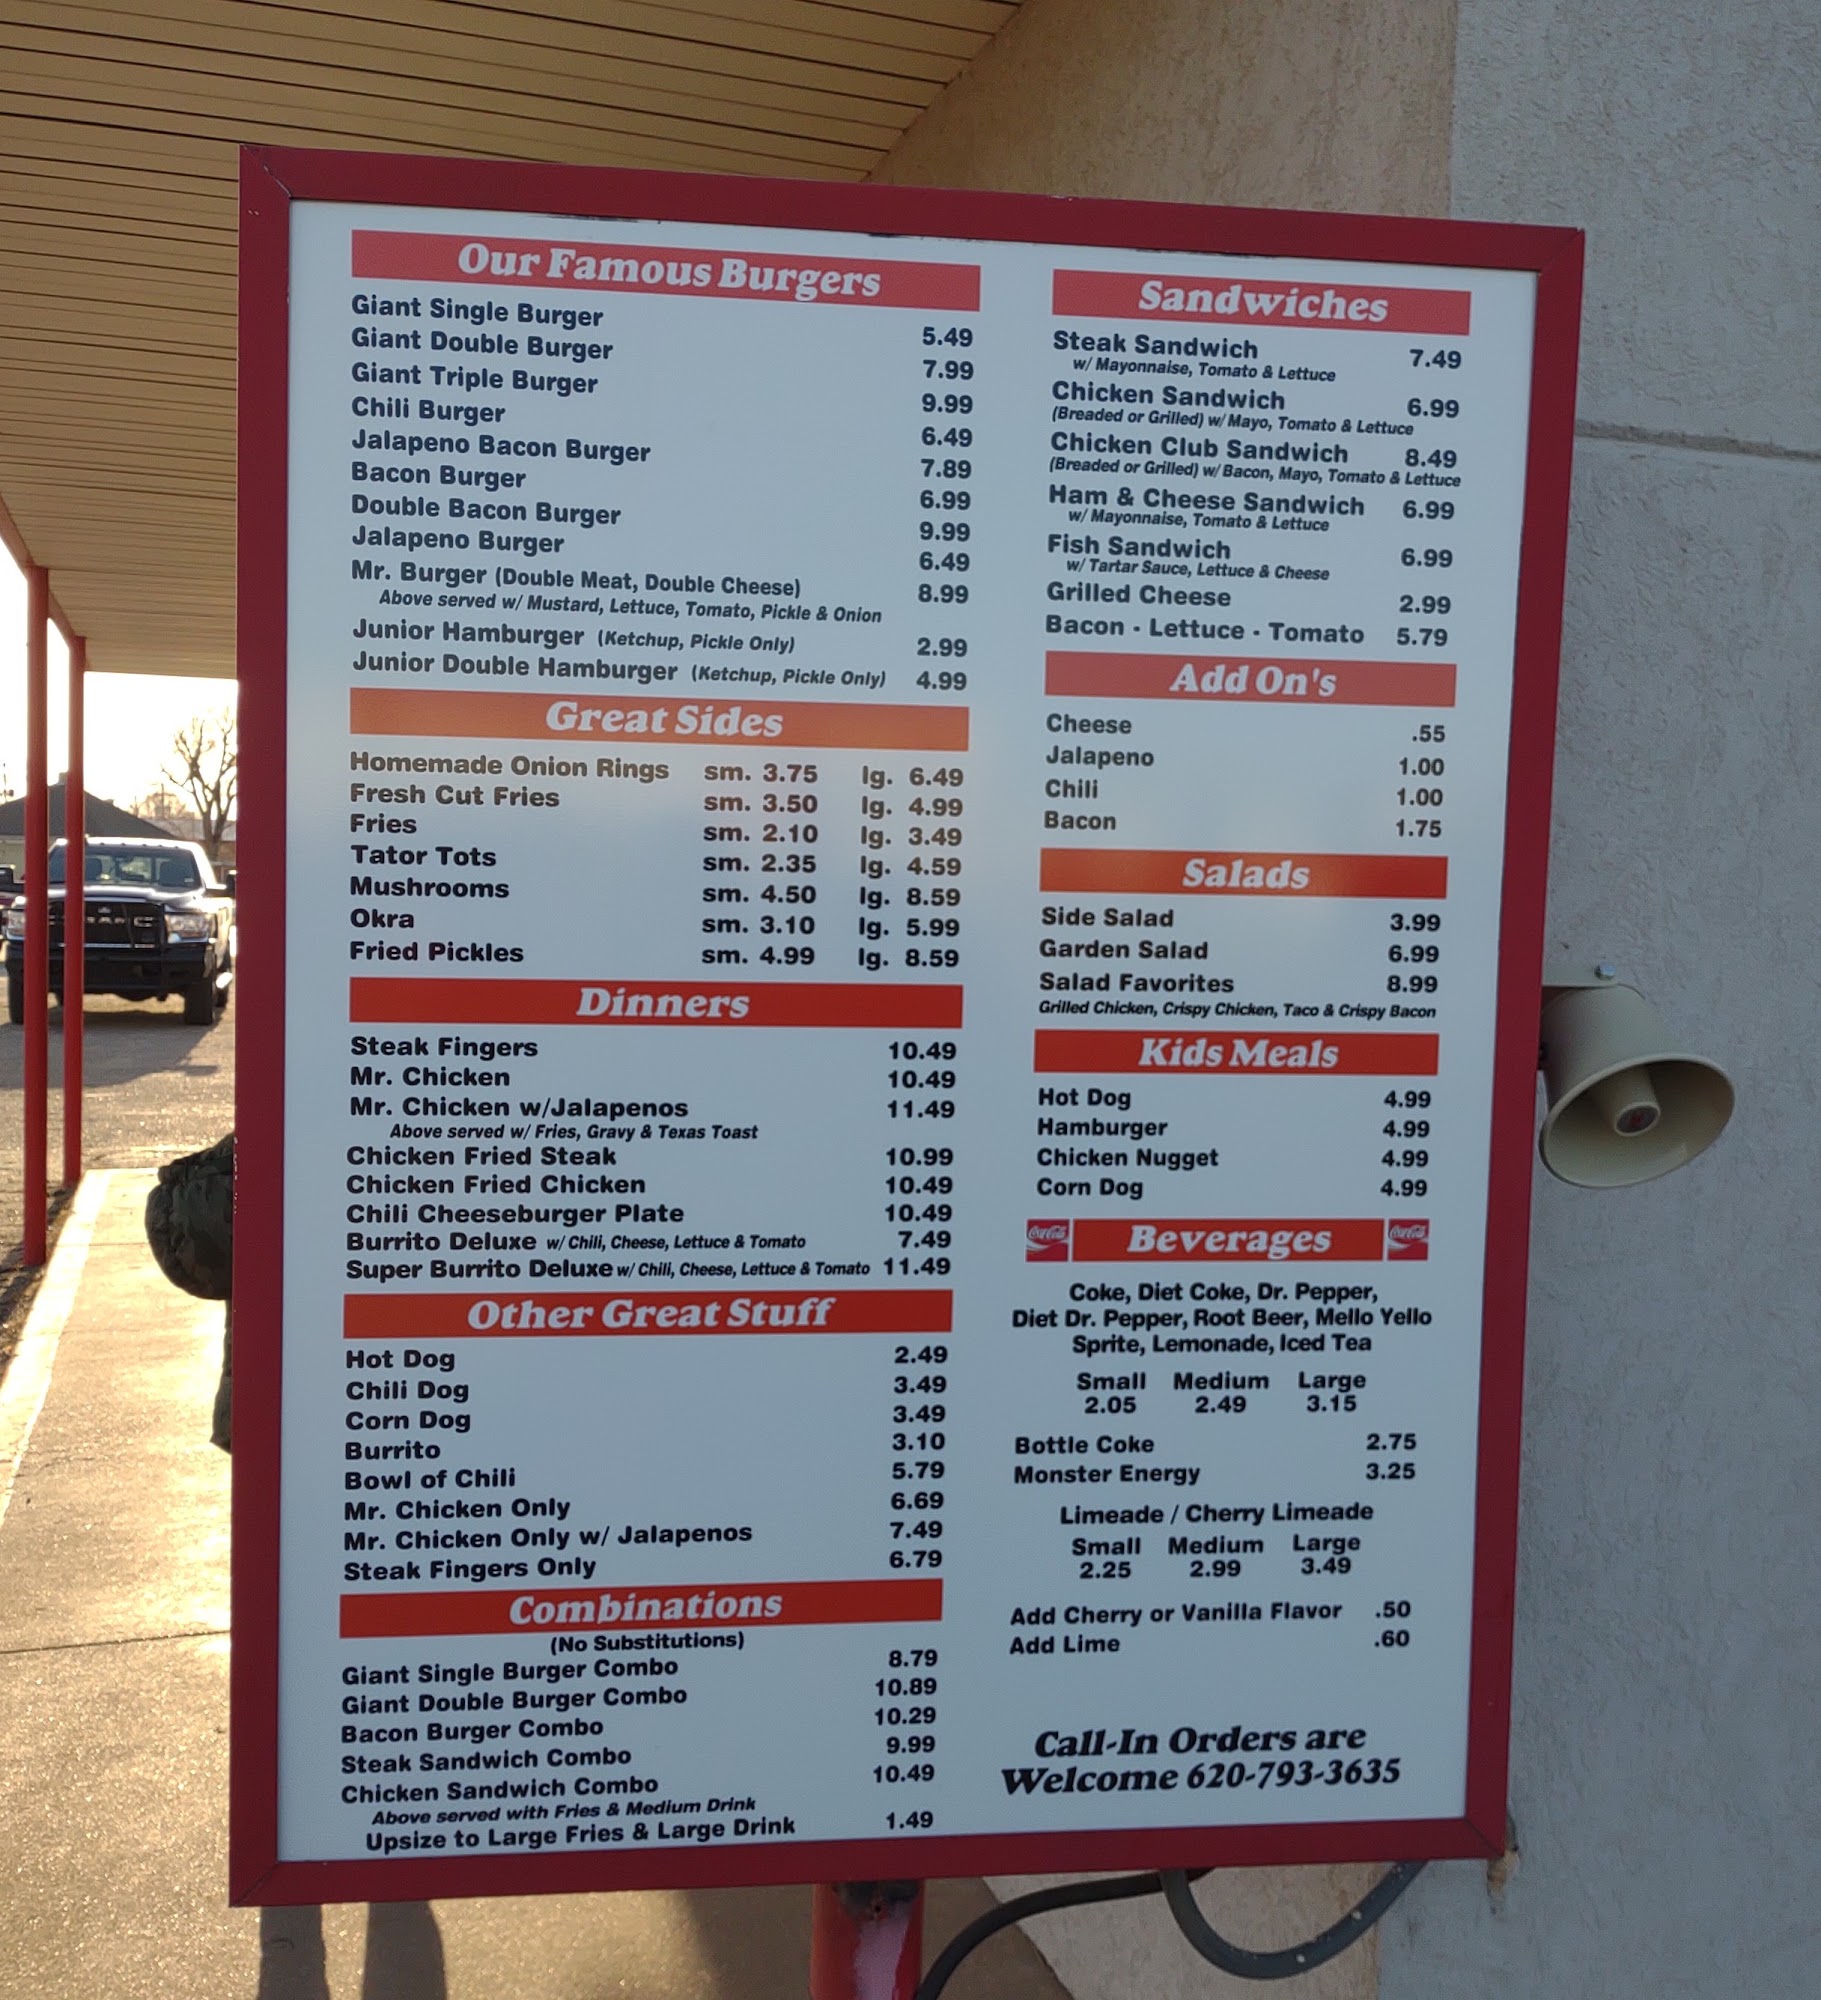 Our Famous Burgers
Giant Single Burger 5.49
Giant Double Burger 7.99
Giant Triple Burger 9.99
Chili Burger 6.49
Jalapeno Bacon Burger 7.89
Bacon Burger 6.99
Double Bacon Burger 9.99
Jalapeno Burger 6.49
Mr. Burger (Double Meat, Double Cheese) 8.99
Above served w/ Mustard, Lettuce, Tomato, Pickle & Onion
Junior Hamburger (Ketchup, Pickle Only) 2.99
Junior Double Hamburger (Ketchup, Pickle Only) 4.99
Great Sides
Homemade Onion Rings sm. 3.75 lg. 6.49
Fresh Cut Fries sm. 3.50 lg. 4.99
Fries sm. 2.10 lg. 3.49
Tator Tots sm. 2.35 lg. 4.59
Mushrooms sm. 4.50 lg. 8.59
Okra sm. 3.10 lg. 5.99
Fried Pickles sm. 4.99 lg. 8.59
Dinners
Steak Fingers 10.49
Mr. Chicken 10.49
Mr. Chicken w/Jalapenos 11.49
Above served w/ Fries, Gravy & Texas Toast
Chicken Fried Steak 10.99
Chicken Fried Chicken 10.49
Chili Cheeseburger Plate 10.49
Burrito Deluxe w/ Chili, Cheese, Lettuce & Tomato 7.49
Super Burrito Deluxe w/ Chili, Cheese, Lettuce & Tomato 11.49
Other Great Stuff
Hot Dog 2.49
Chili Dog 3.49
Corn Dog 3.49
Burrito 3.10
Bowl of Chili 5.79
Mr. Chicken Only 6.69
Mr. Chicken Only w/ Jalapenos 7.49
Steak Fingers Only 6.79
Combinations
(No Substitutions)
Giant Single Burger Combo 8.79
Giant Double Burger Combo 10.89
Bacon Burger Combo 10.29
Steak Sandwich Combo 9.99
Chicken Sandwich Combo 10.49
Above served with Fries & Medium Drink
Upsize to Large Fries & Large Drink 1.49
Sandwiches
Steak Sandwich 7.49
w/ Mayonnaise, Tomato & Lettuce
Chicken Sandwich 6.99
(Breaded or Grilled) w/ Mayo, Tomato & Lettuce
Chicken Club Sandwich 8.49
(Breaded or Grilled) w/ Bacon, Mayo, Tomato & Lettuce
Ham & Cheese Sandwich 6.99
w/ Mayonnaise, Tomato & Lettuce
Fish Sandwich 6.99
w/ Tartar Sauce, Lettuce & Cheese
Grilled Cheese 2.99
Bacon - Lettuce - Tomato 5.79
Add On's
Cheese .55
Jalapeno 1.00
Chili 1.00
Bacon 1.75
Salads
Side Salad 3.99
Garden Salad 6.99
Salad Favorites 8.99
Grilled Chicken, Crispy Chicken, Taco & Crispy Bacon
Kids Meals
Hot Dog 4.99
Hamburger 4.99
Chicken Nugget 4.99
Corn Dog 4.99
Coca-Cola Beverages Coca-Cola
Coke, Diet Coke, Dr. Pepper,
Diet Dr. Pepper, Root Beer, Mello Yello
Sprite, Lemonade, Iced Tea
Small Medium Large
2.05 2.49 3.15
Bottle Coke 2.75
Monster Energy 3.25
Limeade / Cherry Limeade
Small Medium Large
2.25 2.99 3.49
Add Cherry or Vanilla Flavor .50
Add Lime .60
Call-In Orders are
Welcome 620-793-3635